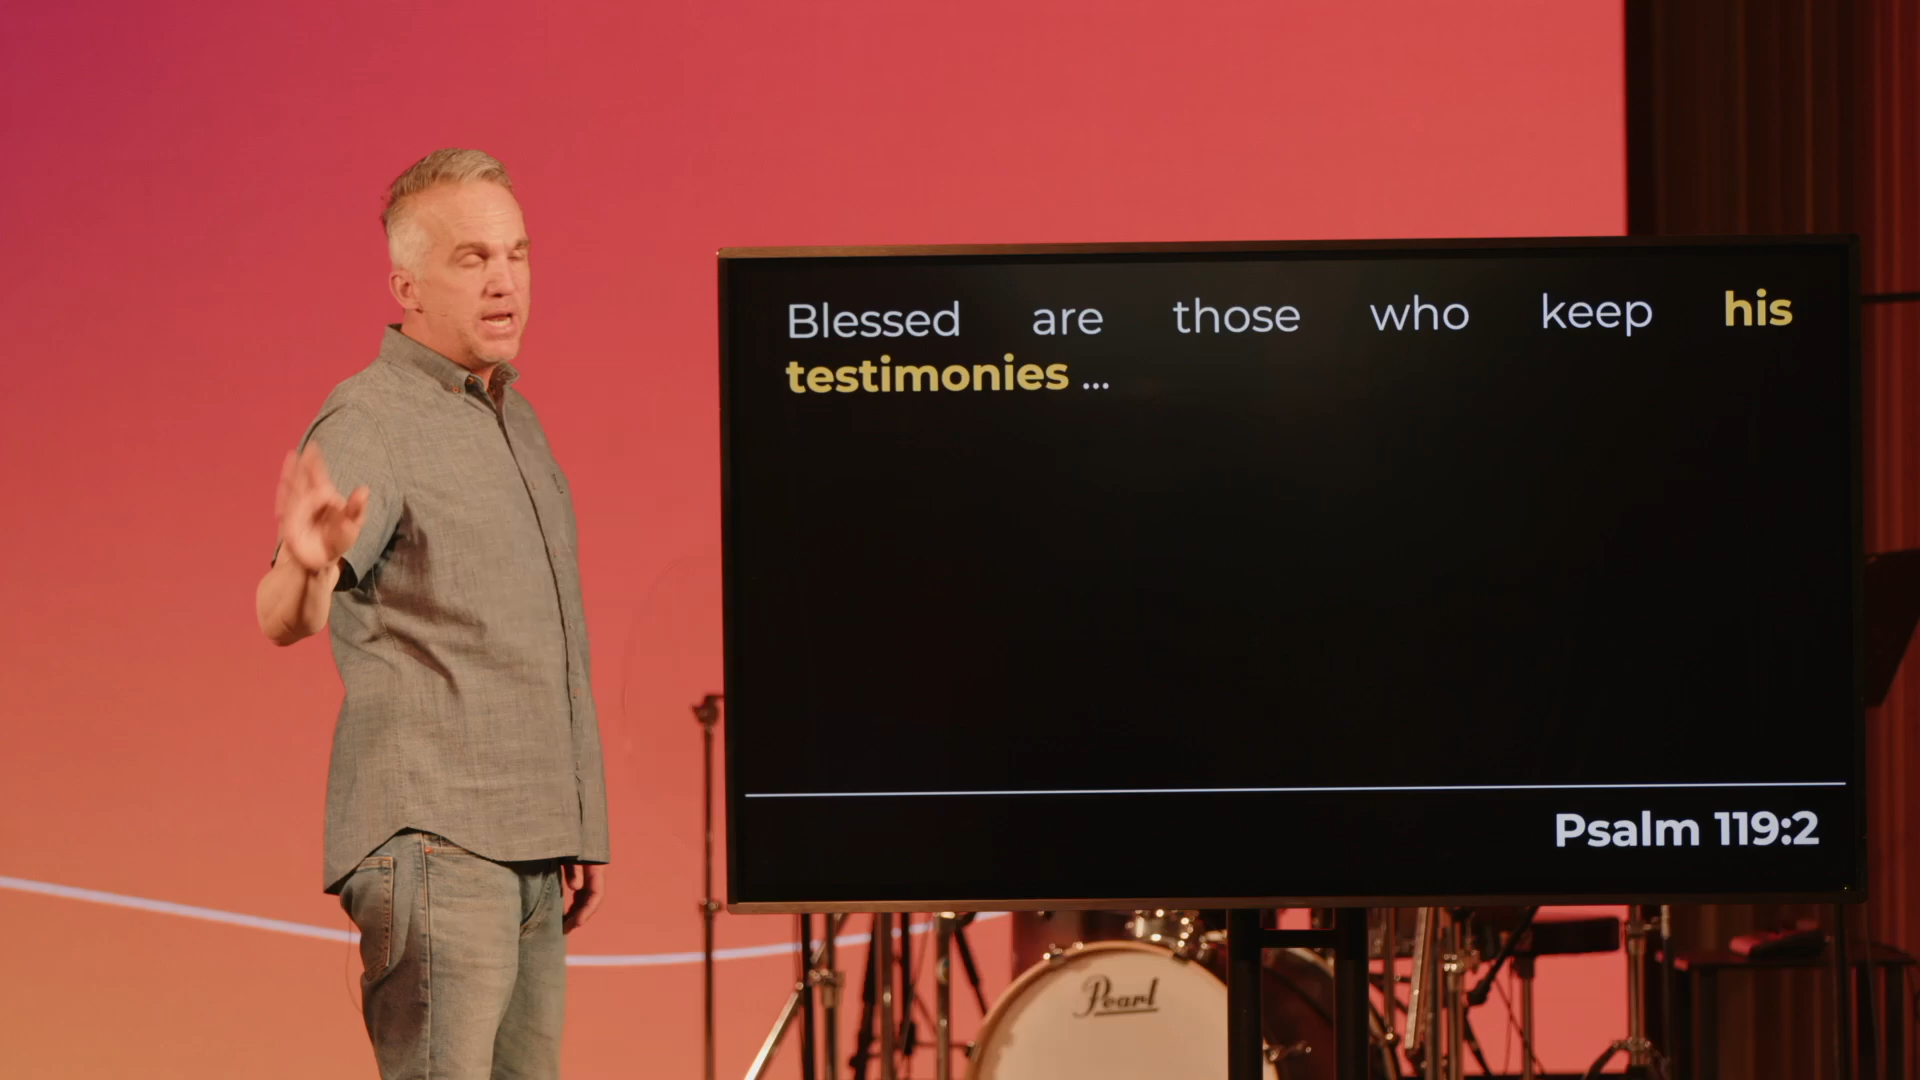 Blessed are those who keep his
testimonies ...
Psalm 119:2
Pearl